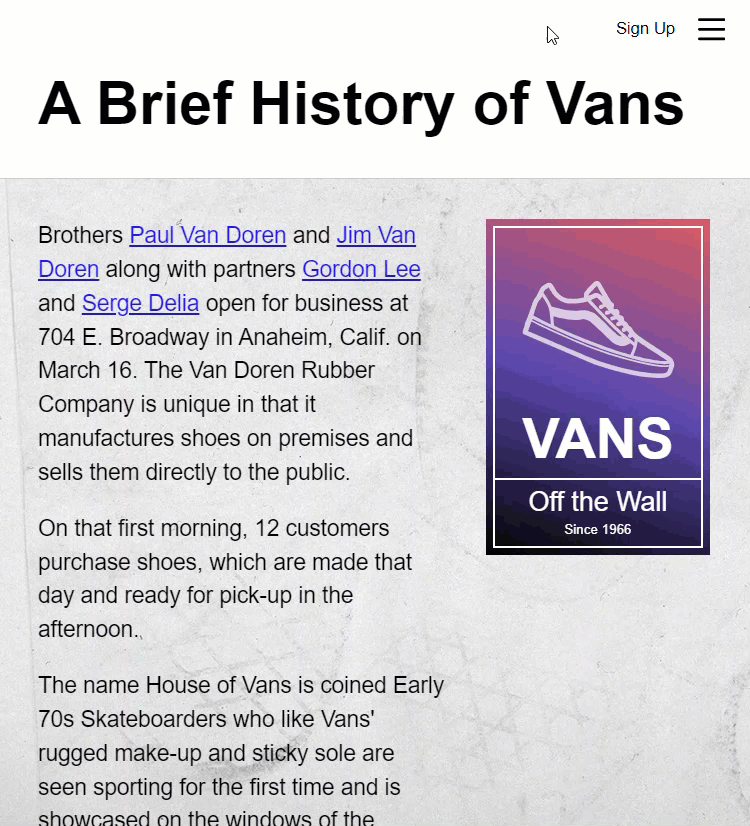 Sign Up
A Brief History of Vans
Brothers Paul Van Doren and Jim Van
Doren along with partners Gordon Lee
and Serge Delia open for business at
704 E. Broadway in Anaheim, Calif. on
March 16. The Van Doren Rubber
Company is unique in that it
manufactures shoes on premises and
sells them directly to the public.
On that first morning, 12 customers
purchase shoes, which are made that
day and ready for pick-up in the
afternoon.
The name House of Vans is coined Early
70s Skateboarders who like Vans'
rugged make-up and sticky sole are
seen sporting for the first time and is
showcased on the windows of the
VANS
Off the Wall
Since 1966